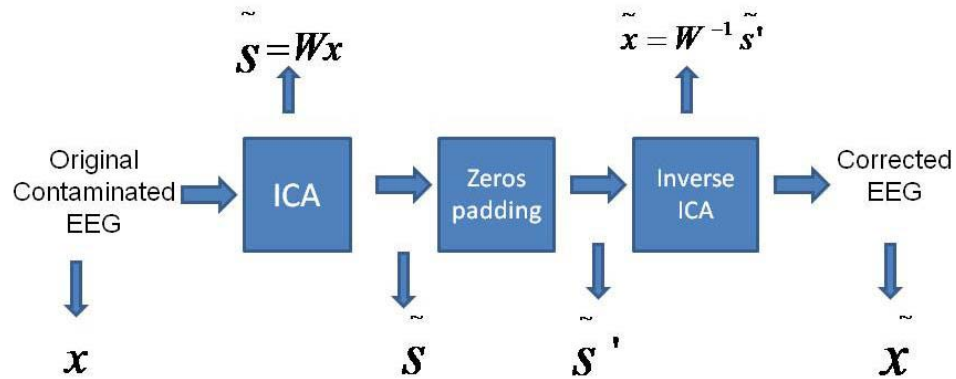 s̃ = Wx
x̃ = W⁻¹ s̃'
Original
Contaminated
EEG
ICA
Zeros
padding
Inverse
ICA
Corrected
EEG
x
s̃
s̃ '
x̃